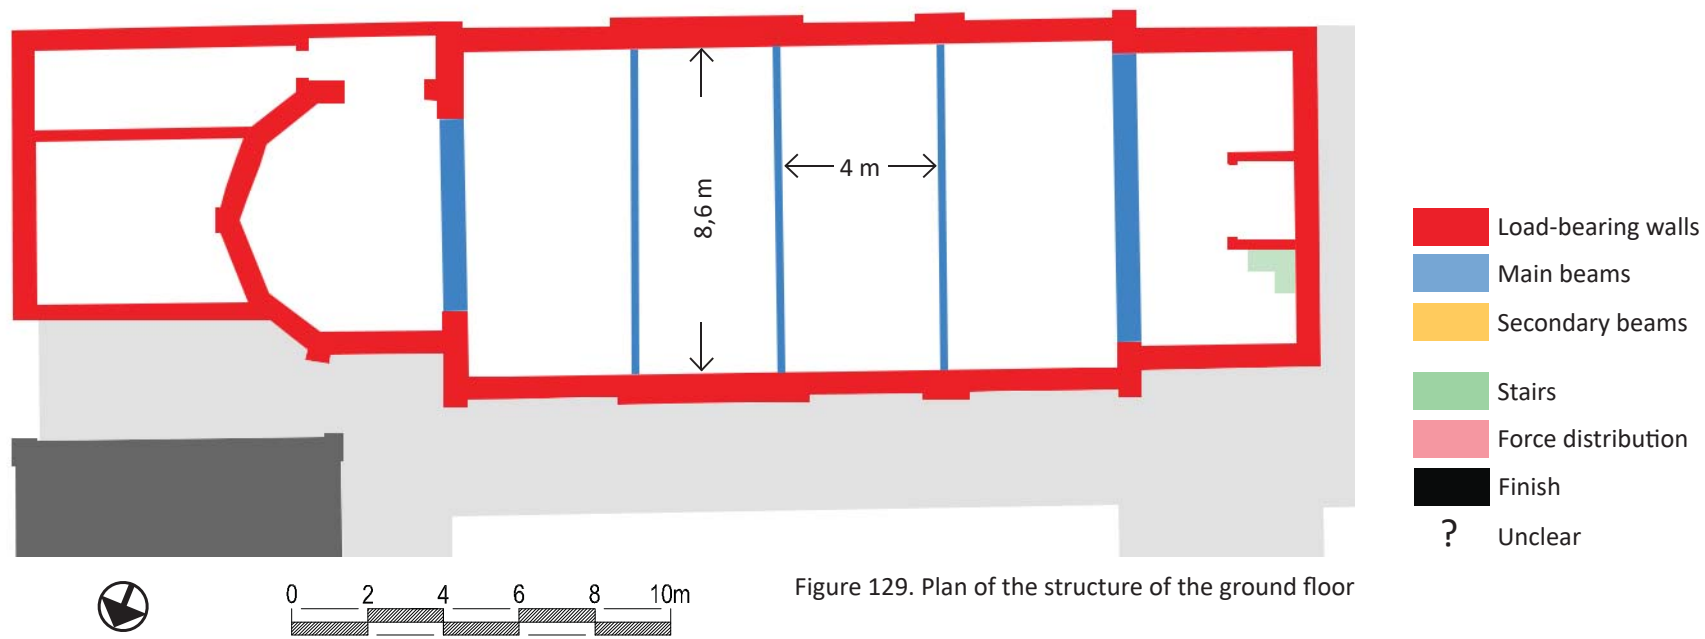 8,6 m
4 m
Load-bearing walls
Main beams
Secondary beams
Stairs
Force distribution
Finish
? Unclear
0 2 4 6 8 10m
Figure 129. Plan of the structure of the ground floor